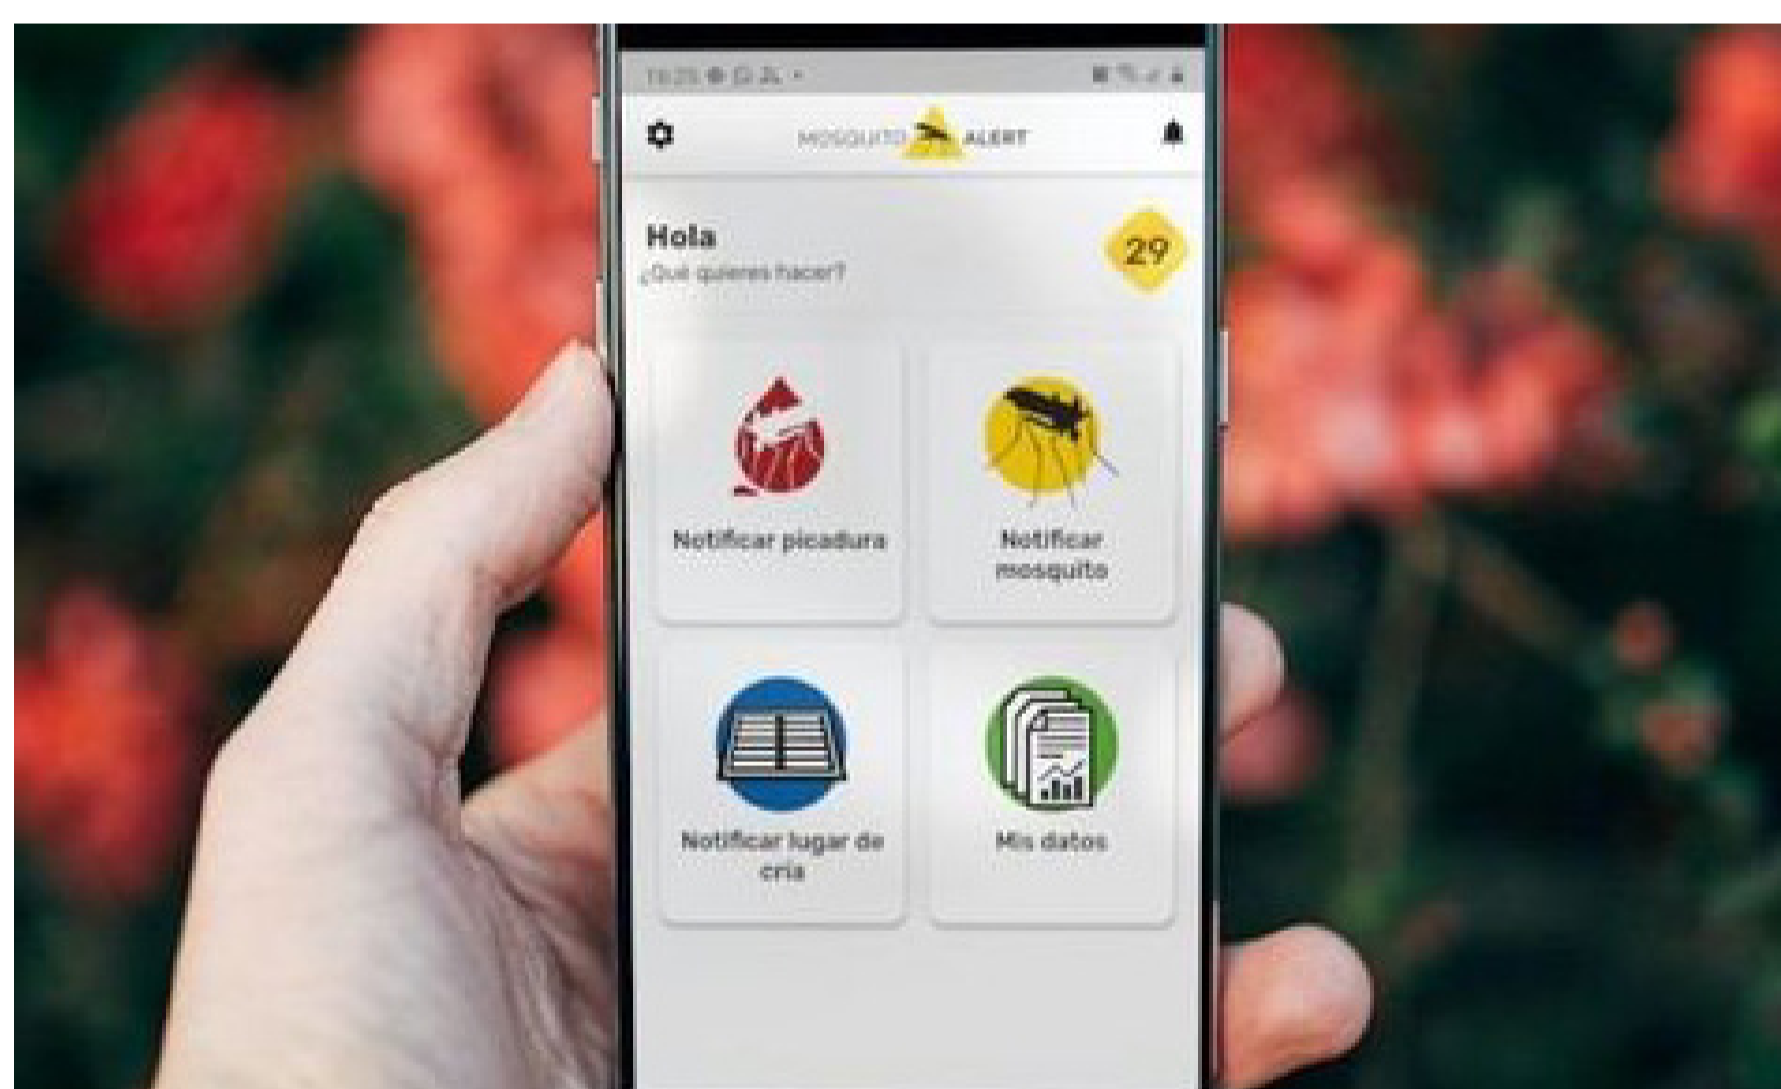 MOSQUITO ALERT
Hola
29
¿Qué quieres hacer?
Notificar picadura
Notificar
mosquito
Notificar lugar de
cría
Mis datos